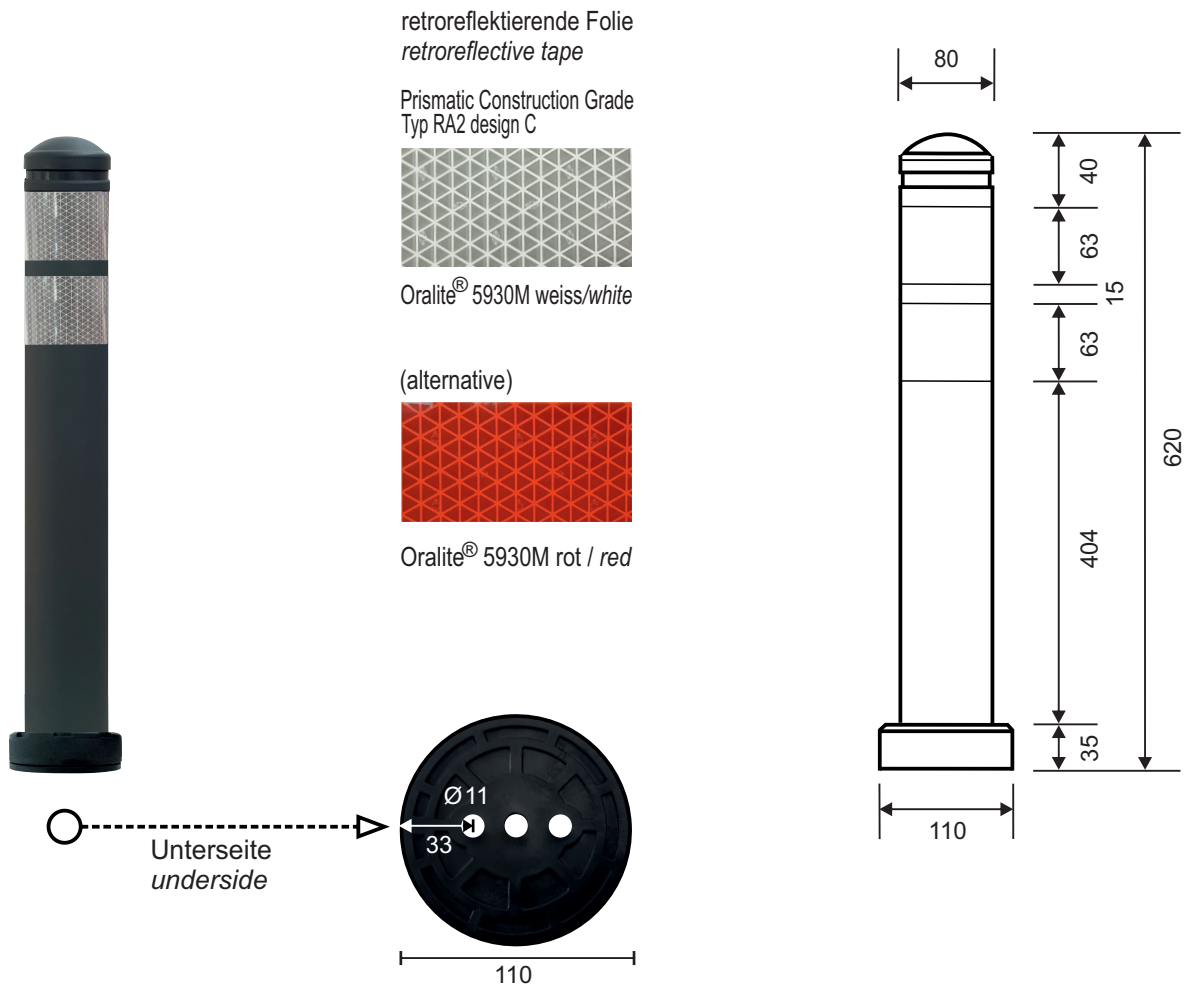 retroreflektierende Folie
retroreflective tape
Prismatic Construction Grade
Typ RA2 design C
Oralite® 5930M weiss/white
(alternative)
Oralite® 5930M rot / red
Unterseite
underside
Ø11
33
110
80
40
63
15
63
404
620
35
110